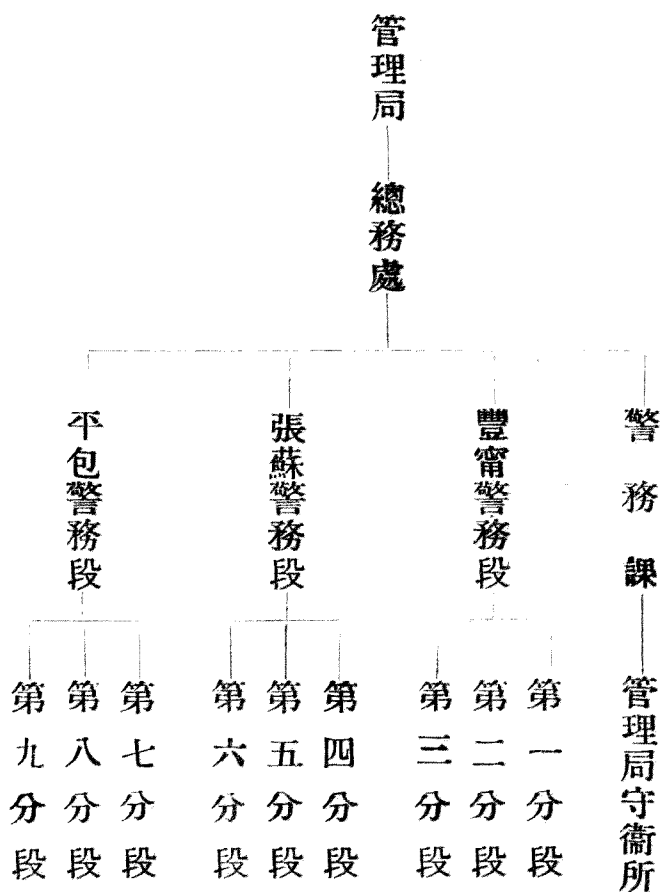 管理局
總務處
警務課
管理局守衞所
豐甯警務段
第一分段
第二分段
第三分段
張蘇警務段
第四分段
第五分段
第六分段
平包警務段
第七分段
第八分段
第九分段